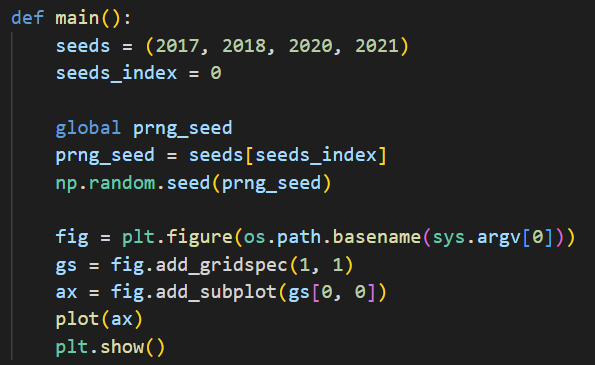 def main():
    seeds = (2017, 2018, 2020, 2021)
    seeds_index = 0

    global prng_seed
    prng_seed = seeds[seeds_index]
    np.random.seed(prng_seed)

    fig = plt.figure(os.path.basename(sys.argv[0]))
    gs = fig.add_gridspec(1, 1)
    ax = fig.add_subplot(gs[0, 0])
    plot(ax)
    plt.show()